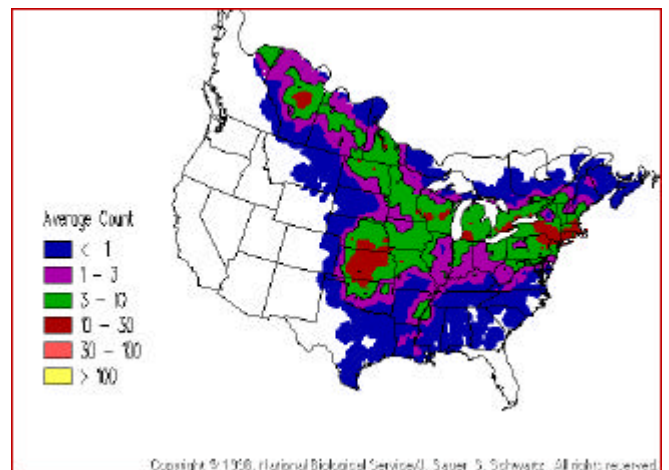 Average Count
< 1
1 - 3
3 - 10
10 - 30
30 - 100
> 100
Copyright © 1998, National Biological Service/J. Sauer, S. Schwartz. All rights reserved